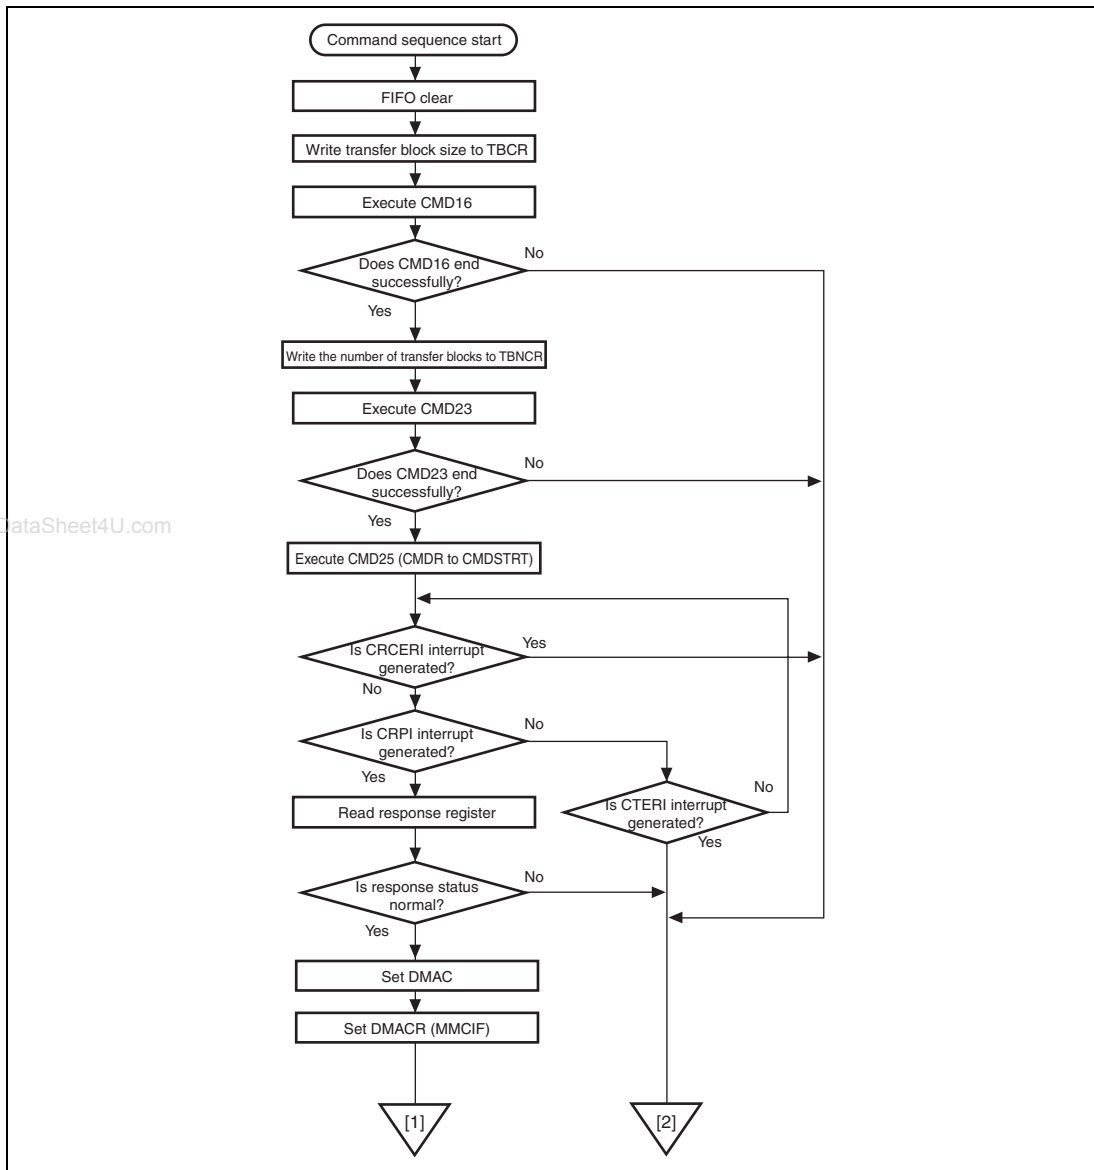 Command sequence start
FIFO clear
Write transfer block size to TBCR
Execute CMD16
Does CMD16 end
successfully?
No
Yes
Write the number of transfer blocks to TBNCR
Execute CMD23
Does CMD23 end
successfully?
No
Yes
DataSheet4U.com
Execute CMD25 (CMDR to CMDSTRT)
Is CRCERI interrupt
generated?
Yes
No
Is CRPI interrupt
generated?
No
Yes
Is CTERI interrupt
generated?
No
Yes
Read response register
Is response status
normal?
No
Yes
Set DMAC
Set DMACR (MMCIF)
[1]
[2]